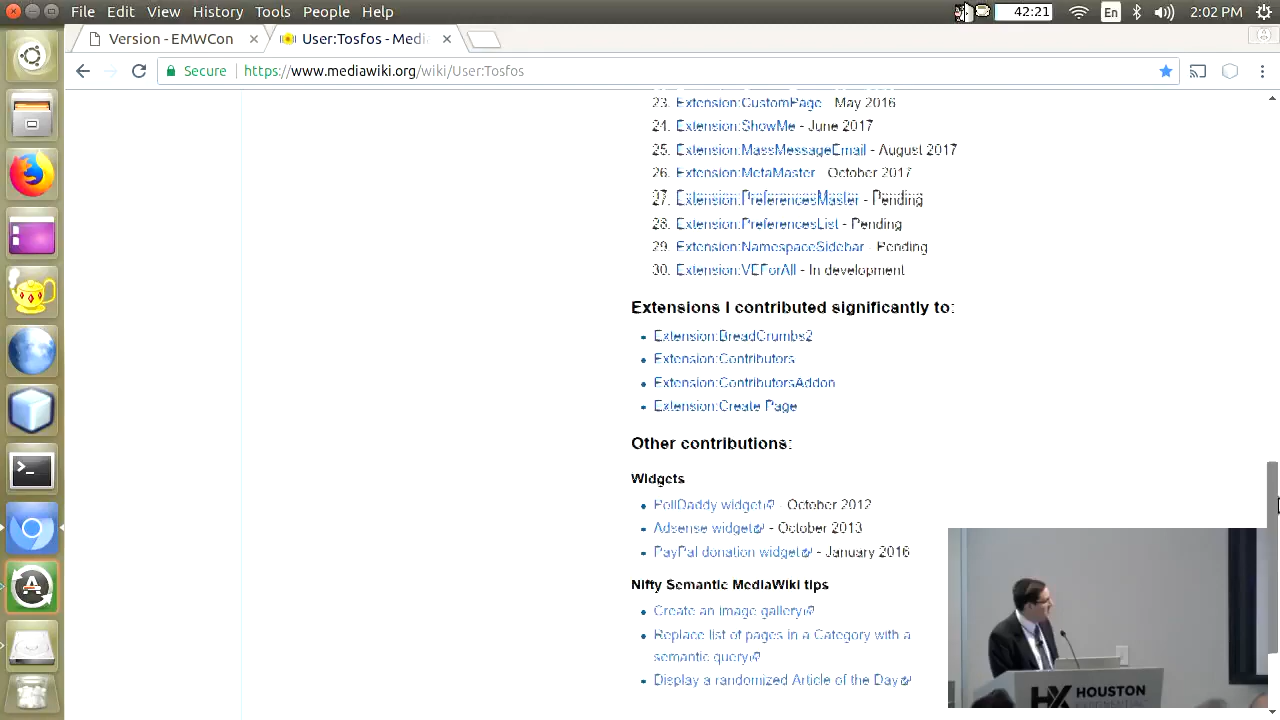 File Edit View History Tools People Help
42:21
En
2:02 PM
Version - EMWCon
User:Tosfos - Medi
Secure
https://www.mediawiki.org/wiki/User:Tosfos
23. Extension:CustomPage - May 2016
24. Extension:ShowMe - June 2017
25. Extension:MassMessageEmail - August 2017
26. Extension:MetaMaster - October 2017
27. Extension:PreferencesMaster - Pending
28. Extension:PreferencesList - Pending
29. Extension:NamespaceSidebar - Pending
30. Extension:VEForAll - In development
Extensions I contributed significantly to:
Extension:BreadCrumbs2
Extension:Contributors
Extension:ContributorsAddon
Extension:Create Page
Other contributions:
Widgets
PollDaddy widget - October 2012
Adsense widget - October 2013
PayPal donation widget - January 2016
Nifty Semantic MediaWiki tips
Create an image gallery
Replace list of pages in a Category with a
semantic query
Display a randomized Article of the Day
HX HOUSTON